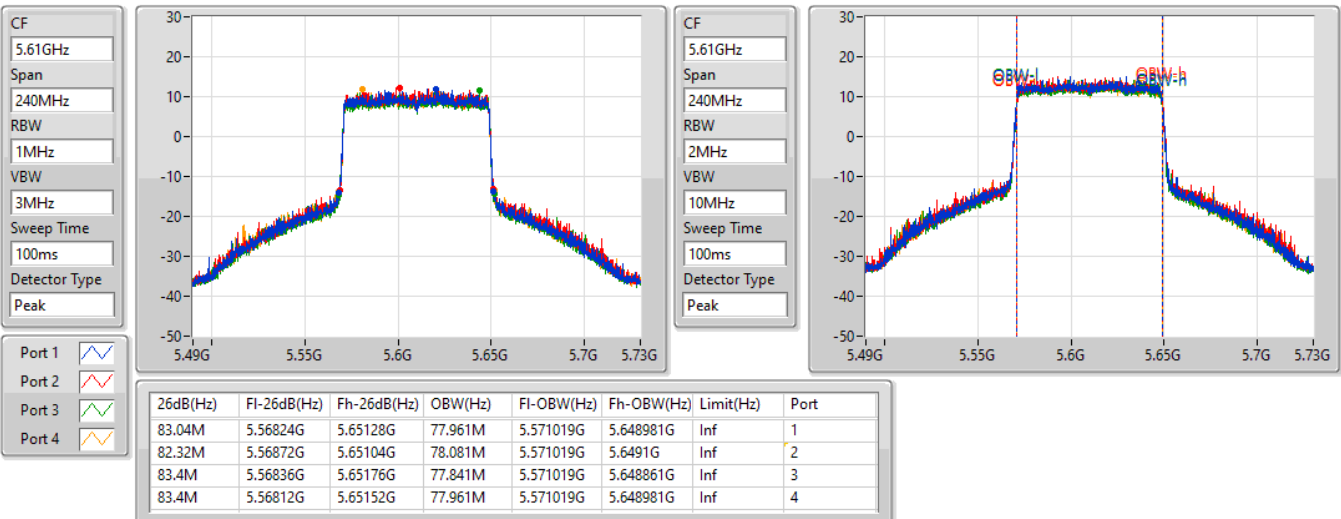 CF
5.61GHz
Span
240MHz
RBW
1MHz
VBW
3MHz
Sweep Time
100ms
Detector Type
Peak
30
20
10
0
-10
-20
-30
-40
-50
5.49G 5.55G 5.6G 5.65G 5.7G 5.73G
CF
5.61GHz
Span
240MHz
RBW
2MHz
VBW
10MHz
Sweep Time
100ms
Detector Type
Peak
30
20
10
0
-10
-20
-30
-40
-50
OBW-l OBW-h
5.49G 5.55G 5.6G 5.65G 5.7G 5.73G
Port 1
Port 2
Port 3
Port 4
26dB(Hz) Fl-26dB(Hz) Fh-26dB(Hz) OBW(Hz) Fl-OBW(Hz) Fh-OBW(Hz) Limit(Hz) Port
83.04M 5.56824G 5.65128G 77.961M 5.571019G 5.648981G Inf 1
82.32M 5.56872G 5.65104G 78.081M 5.571019G 5.6491G Inf 2
83.4M 5.56836G 5.65176G 77.841M 5.571019G 5.648861G Inf 3
83.4M 5.56812G 5.65152G 77.961M 5.571019G 5.648981G Inf 4